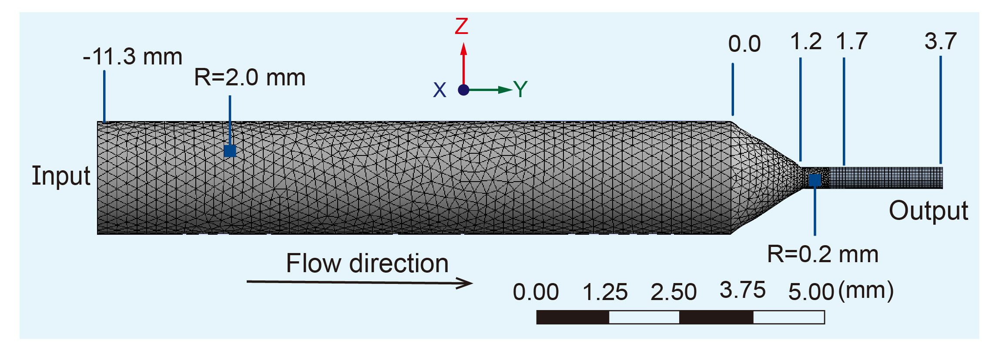 Z
0.0
1.2
1.7
3.7
-11.3 mm
R=2.0 mm
X
Y
Input
Output
R=0.2 mm
Flow direction
0.00 1.25 2.50 3.75 5.00 (mm)